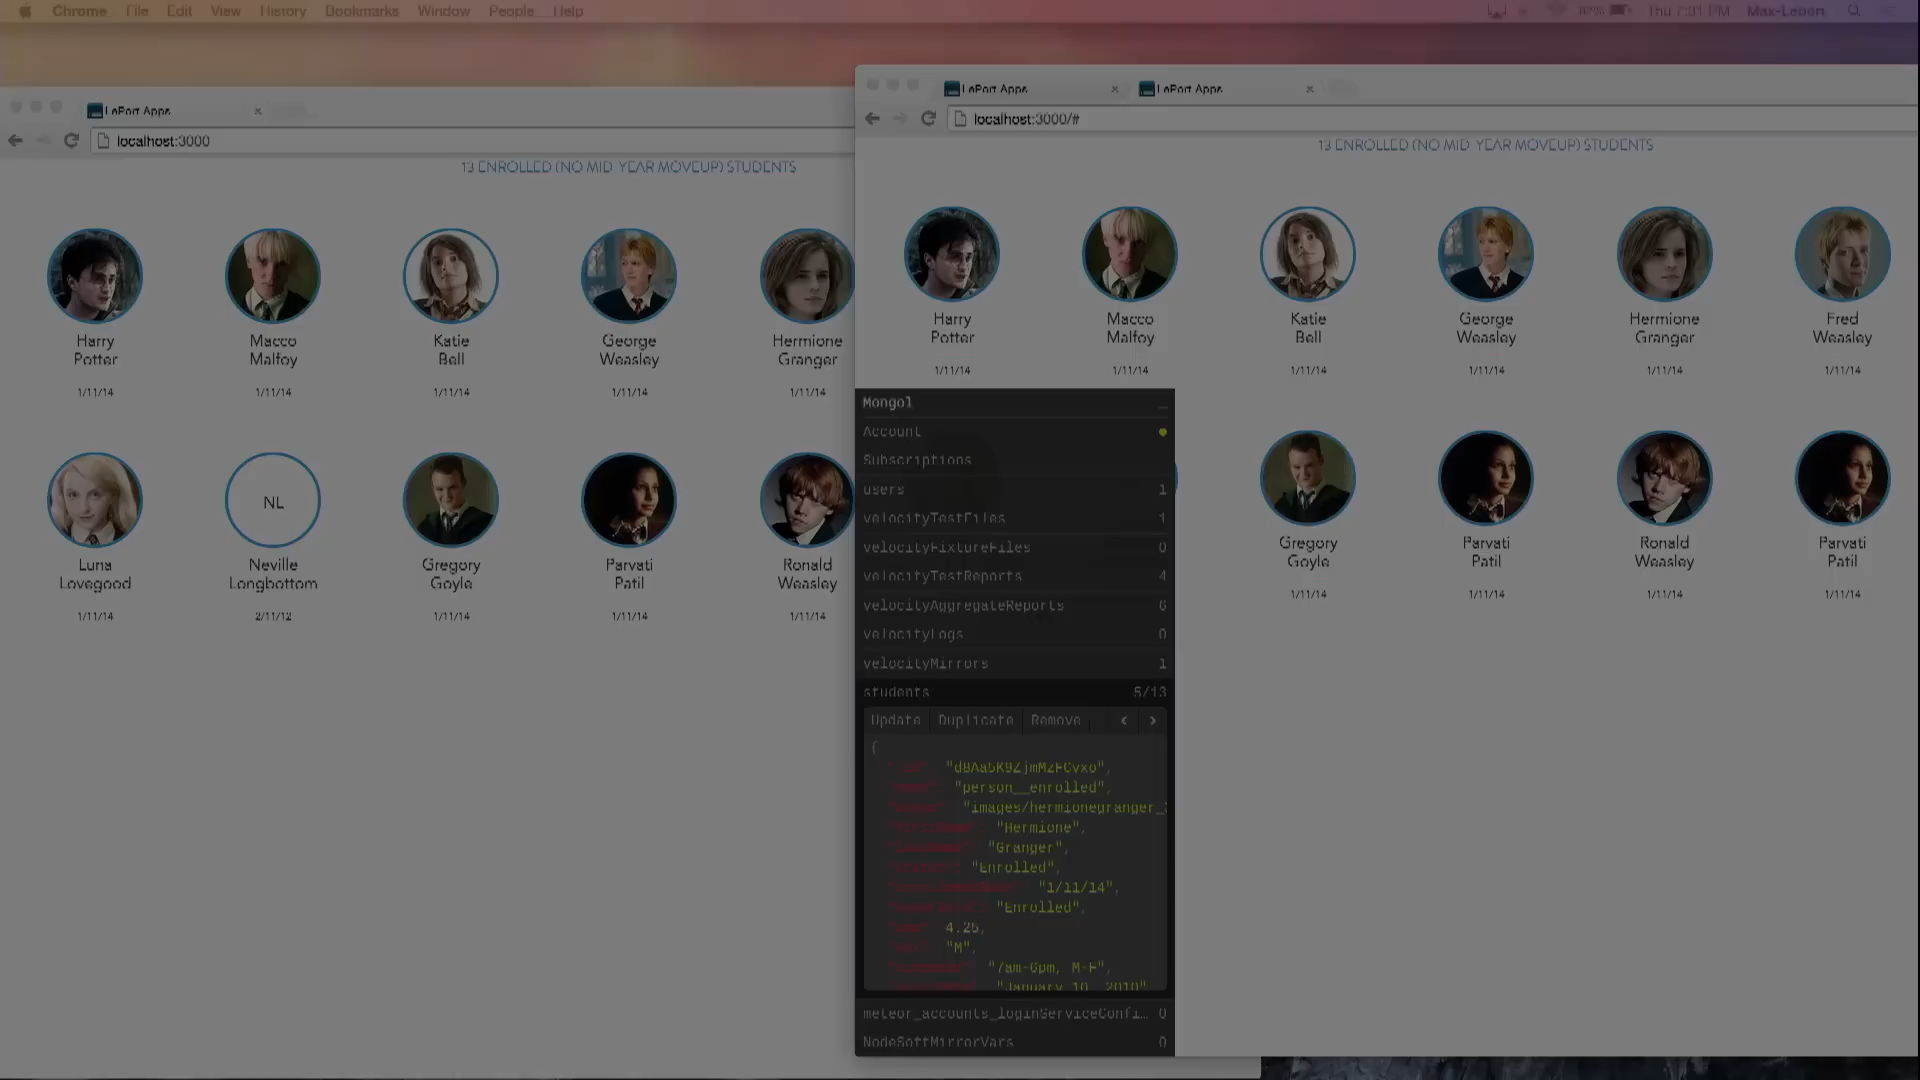 Chrome File Edit View History Bookmarks Window People Help
Thu 7:01 PM
LePort Apps
localhost:3000
13 ENROLLED (NO MID-YEAR MOVEUP) STUDENTS
Harry Potter
1/11/14
Macco Malfoy
1/11/14
Katie Bell
1/11/14
George Weasley
1/11/14
Hermione Granger
1/11/14
Luna Lovegood
1/11/14
NL
Neville Longbottom
2/11/12
Gregory Goyle
1/11/14
Parvati Patil
1/11/14
Ronald Weasley
1/11/14
LePort Apps
LePort Apps
localhost:3000/#
13 ENROLLED (NO MID-YEAR MOVEUP) STUDENTS
Harry Potter
1/11/14
Macco Malfoy
1/11/14
Katie Bell
1/11/14
George Weasley
1/11/14
Hermione Granger
1/11/14
Fred Weasley
1/11/14
Gregory Goyle
1/11/14
Parvati Patil
1/11/14
Ronald Weasley
1/11/14
Parvati Patil
1/11/14
Mongol
Account
Subscriptions
users 1
velocityTestFiles 1
velocityFixtureFiles 0
velocityTestReports 4
velocityAggregateReports 6
velocityLogs 0
velocityMirrors 1
students 5/13
Update Duplicate Remove < >
{
"person__enrolled",
"images/hermionegranger_
"Hermione",
"Granger",
"Enrolled",
"1/11/14",
"Enrolled",
4.25,
"M",
"7am-6pm, M-F",
"January 10, 2010"
meteor_accounts_loginServiceConfi… 0
NodeSoftMirrorVars 0